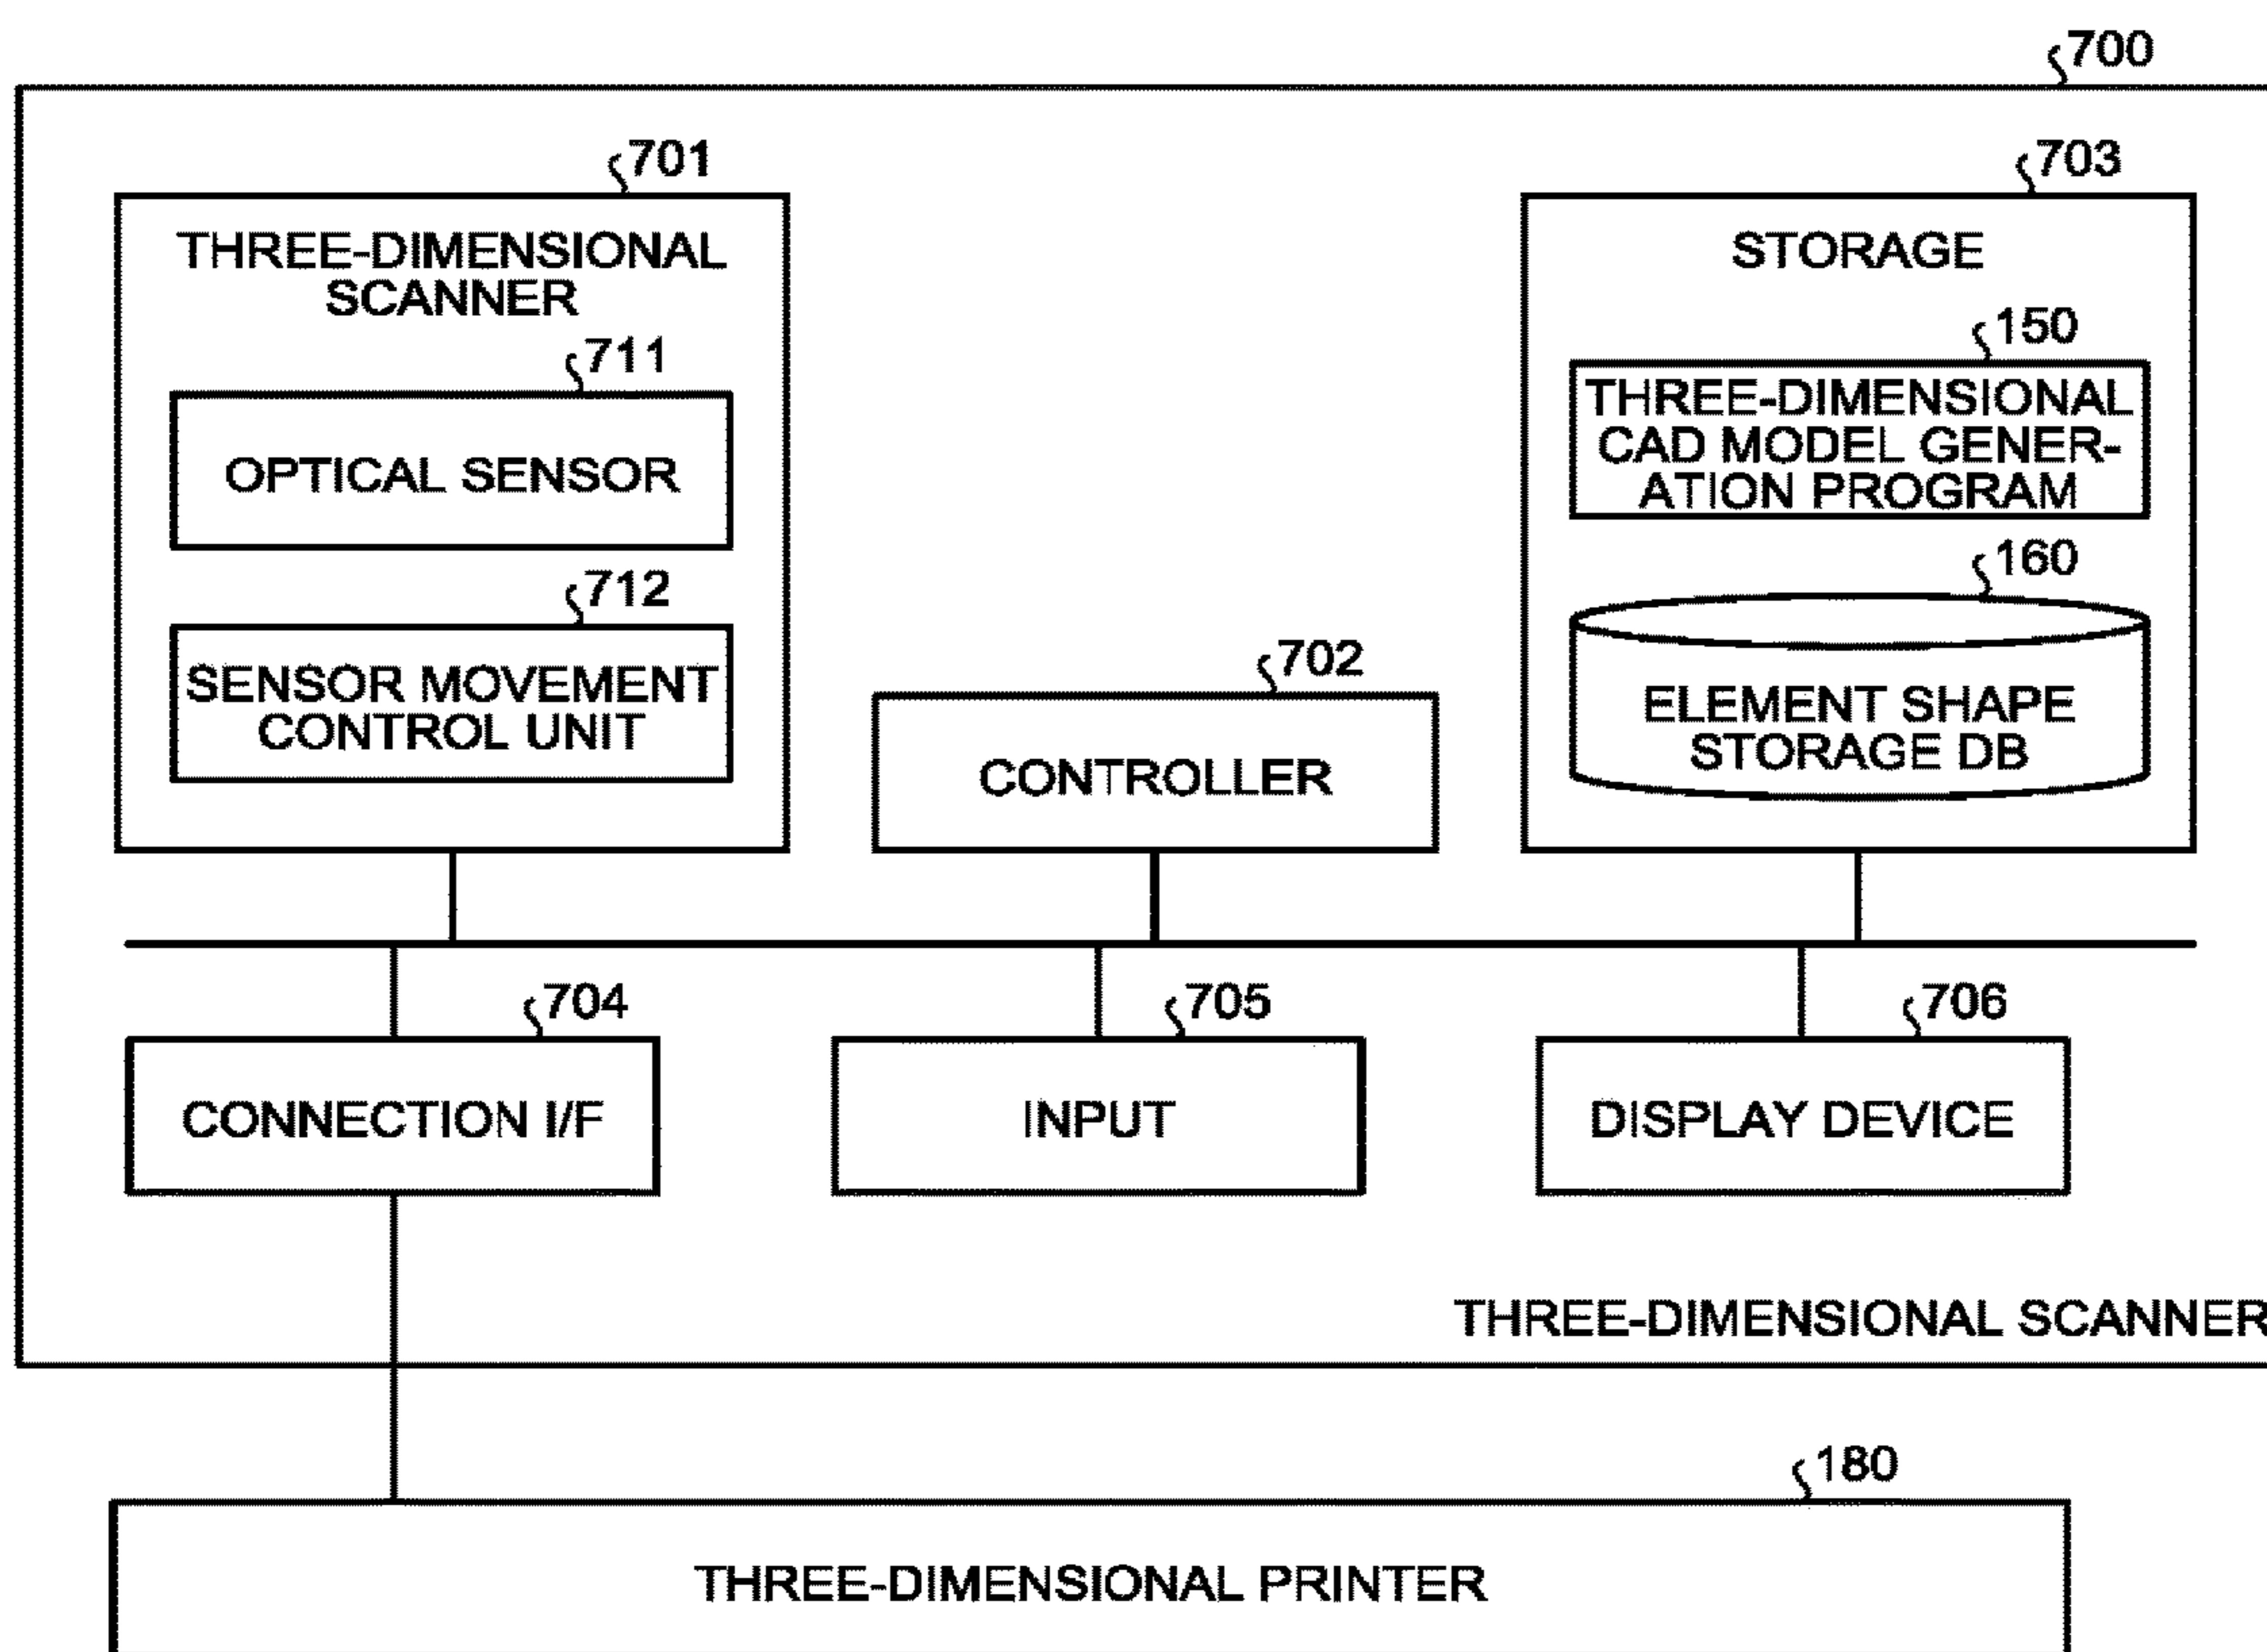 700
701
THREE-DIMENSIONAL
SCANNER
711
OPTICAL SENSOR
712
SENSOR MOVEMENT
CONTROL UNIT
702
CONTROLLER
703
STORAGE
150
THREE-DIMENSIONAL
CAD MODEL GENER-
ATION PROGRAM
160
ELEMENT SHAPE
STORAGE DB
704
CONNECTION I/F
705
INPUT
706
DISPLAY DEVICE
THREE-DIMENSIONAL SCANNER
180
THREE-DIMENSIONAL PRINTER